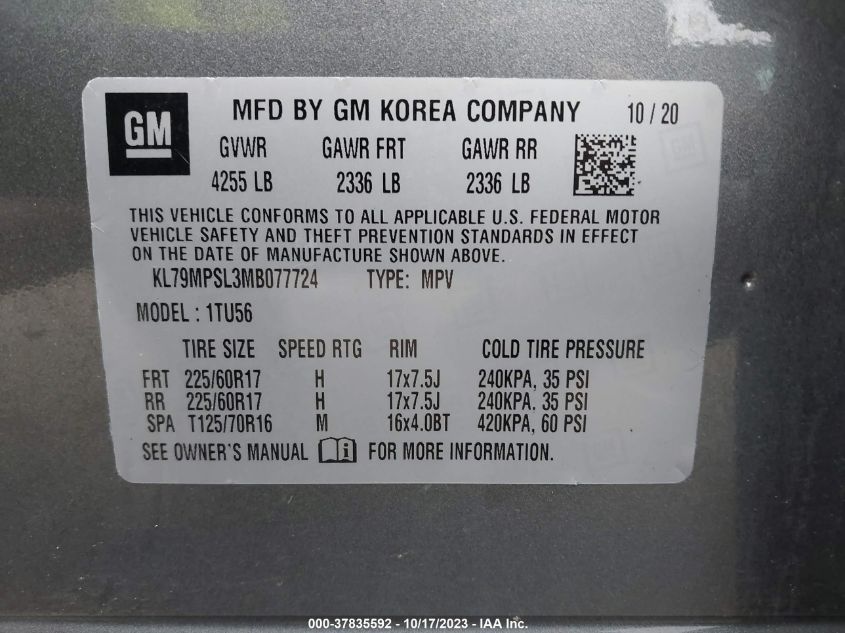 GM MFD BY GM KOREA COMPANY 10 / 20
GVWR GAWR FRT GAWR RR
4255 LB 2336 LB 2336 LB
THIS VEHICLE CONFORMS TO ALL APPLICABLE U.S. FEDERAL MOTOR
VEHICLE SAFETY AND THEFT PREVENTION STANDARDS IN EFFECT
ON THE DATE OF MANUFACTURE SHOWN ABOVE.
KL79MPSL3MB077724 TYPE: MPV
MODEL : 1TU56
TIRE SIZE SPEED RTG RIM COLD TIRE PRESSURE
FRT 225/60R17 H 17x7.5J 240KPA, 35 PSI
RR 225/60R17 H 17x7.5J 240KPA, 35 PSI
SPA T125/70R16 M 16x4.0BT 420KPA, 60 PSI
SEE OWNER'S MANUAL i FOR MORE INFORMATION.
000-37835592 - 10/17/2023 - IAA Inc.